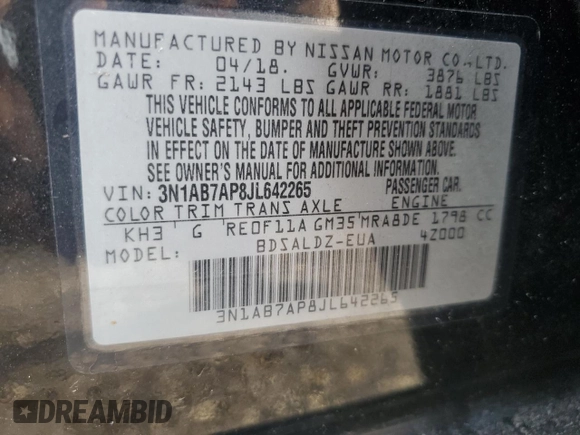 MANUFACTURED BY NISSAN MOTOR CO., LTD.
DATE: 04/18. GVWR: 3876 LBS
GAWR FR: 2143 LBS GAWR RR: 1881 LBS
THIS VEHICLE CONFORMS TO ALL APPLICABLE FEDERAL MOTOR
VEHICLE SAFETY, BUMPER AND THEFT PREVENTION STANDARDS
IN EFFECT ON THE DATE OF MANUFACTURE SHOWN ABOVE.
SEE OWNER'S MANUAL FOR ADDITIONAL INFORMATION.
VIN: 3N1AB7AP8JL642265 PASSENGER CAR.
COLOR TRIM TRANS AXLE ENGINE
KH3 G RE0F11A GM35 MRA8DE 1798 CC
MODEL: BDSALDZ-EUA 4Z000
3N1AB7AP8JL642265
DREAMBID